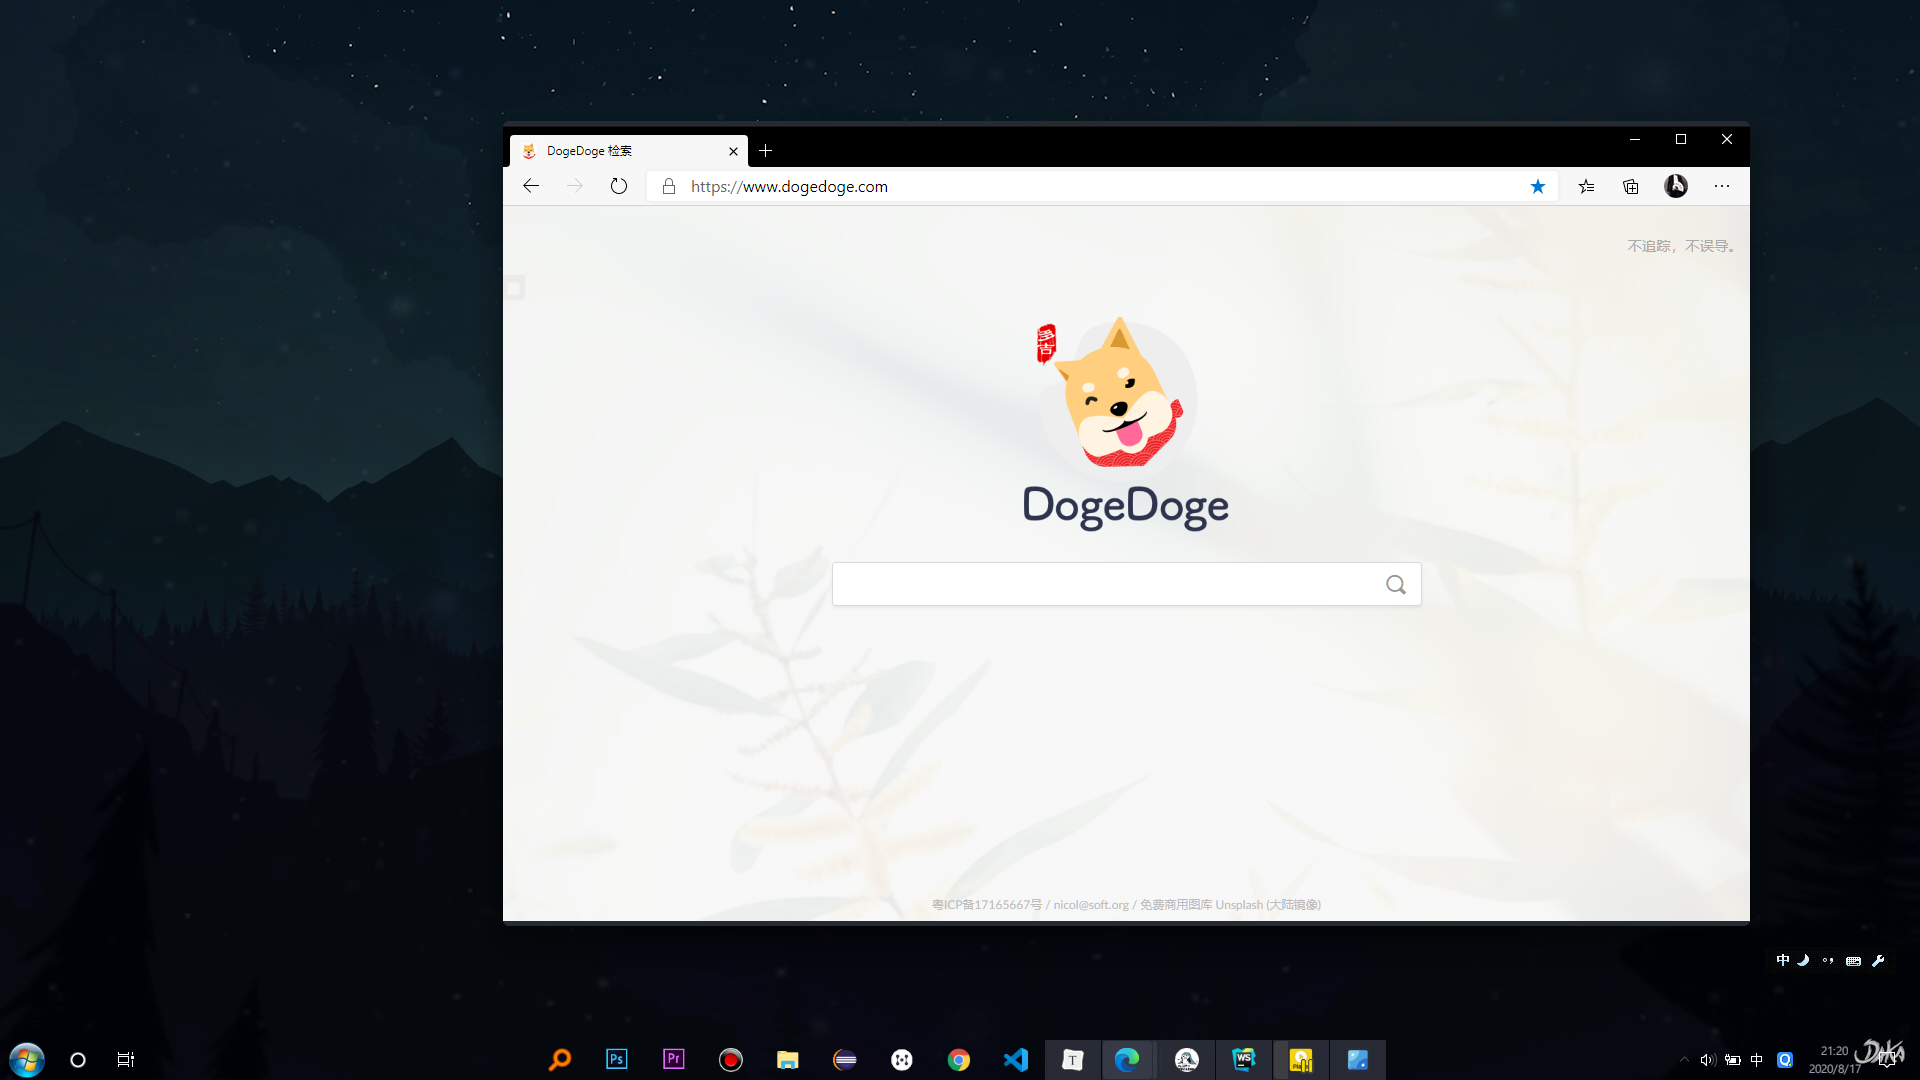 DogeDoge 检索
https://www.dogedoge.com
不追踪，不误导。
多吉
DogeDoge
粤ICP备17165667号 / nicol@soft.org / 免费商用图库 Unsplash (大陆镜像)
中
Ps
Pr
T
WS
中
Q
21:20
2020/8/17